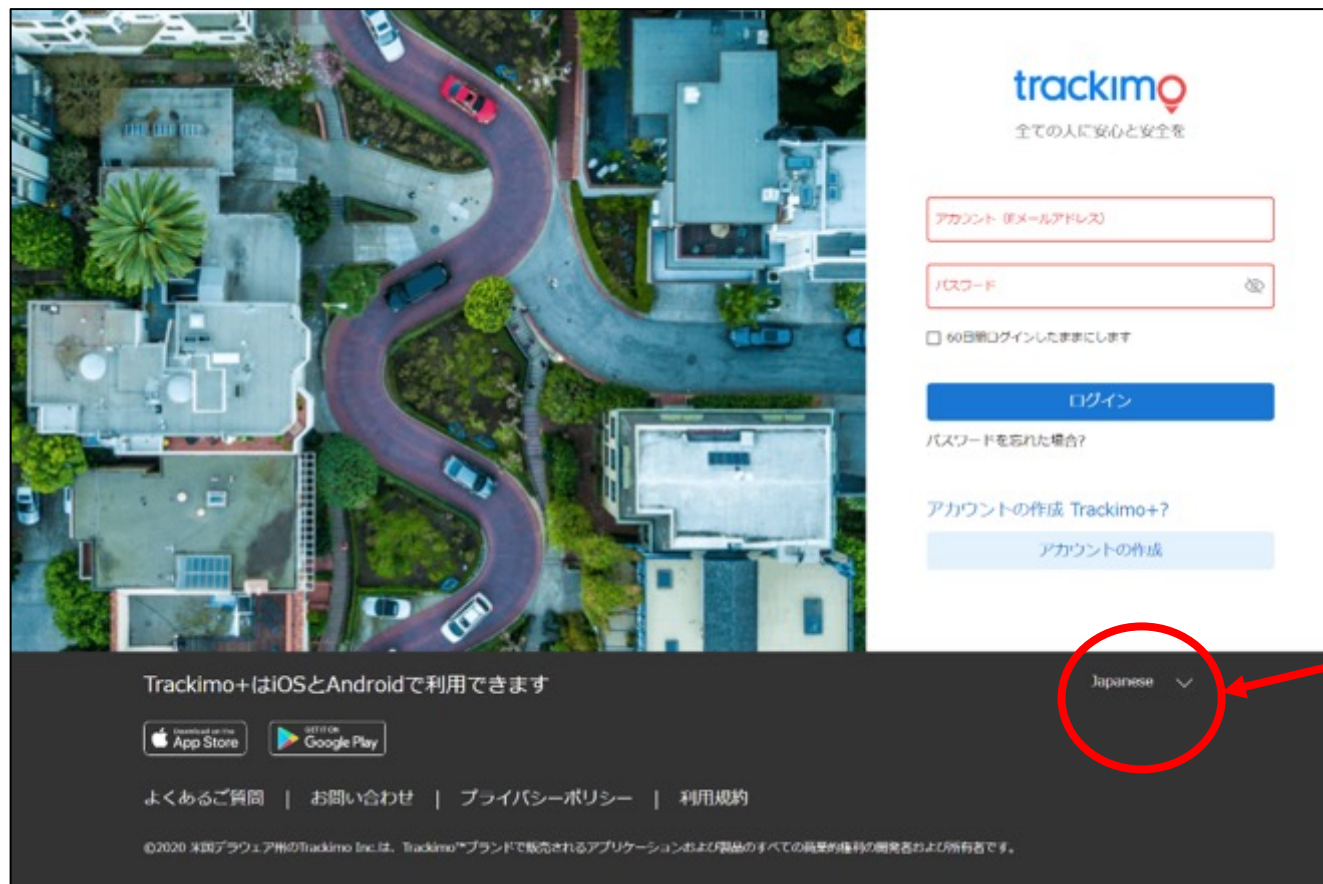 trackimo
全ての人に安心と安全を
アカウント (Eメールアドレス)
パスワード
60日間ログインしたままにします
ログイン
パスワードを忘れた場合?
アカウントの作成 Trackimo+?
アカウントの作成
Trackimo+はiOSとAndroidで利用できます
Japanese
Download on the
App Store
GET IT ON
Google Play
よくあるご質問 | お問い合わせ | プライバシーポリシー | 利用規約
©2020 米国デラウェア州のTrackimo Inc.は、Trackimo™ブランドで販売されるアプリケーションおよび製品のすべての商業的権利の開発者および所有者です。